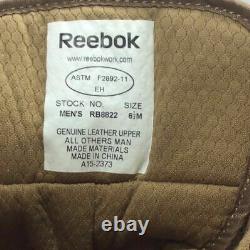 Reebok
www.reebokwork.com
ASTM F2892-11
EH
STOCK NO. SIZE
MEN'S RB8822 6½M
GENUINE LEATHER UPPER
ALL OTHERS MAN
MADE MATERIALS
MADE IN CHINA
A15-2373
ebay